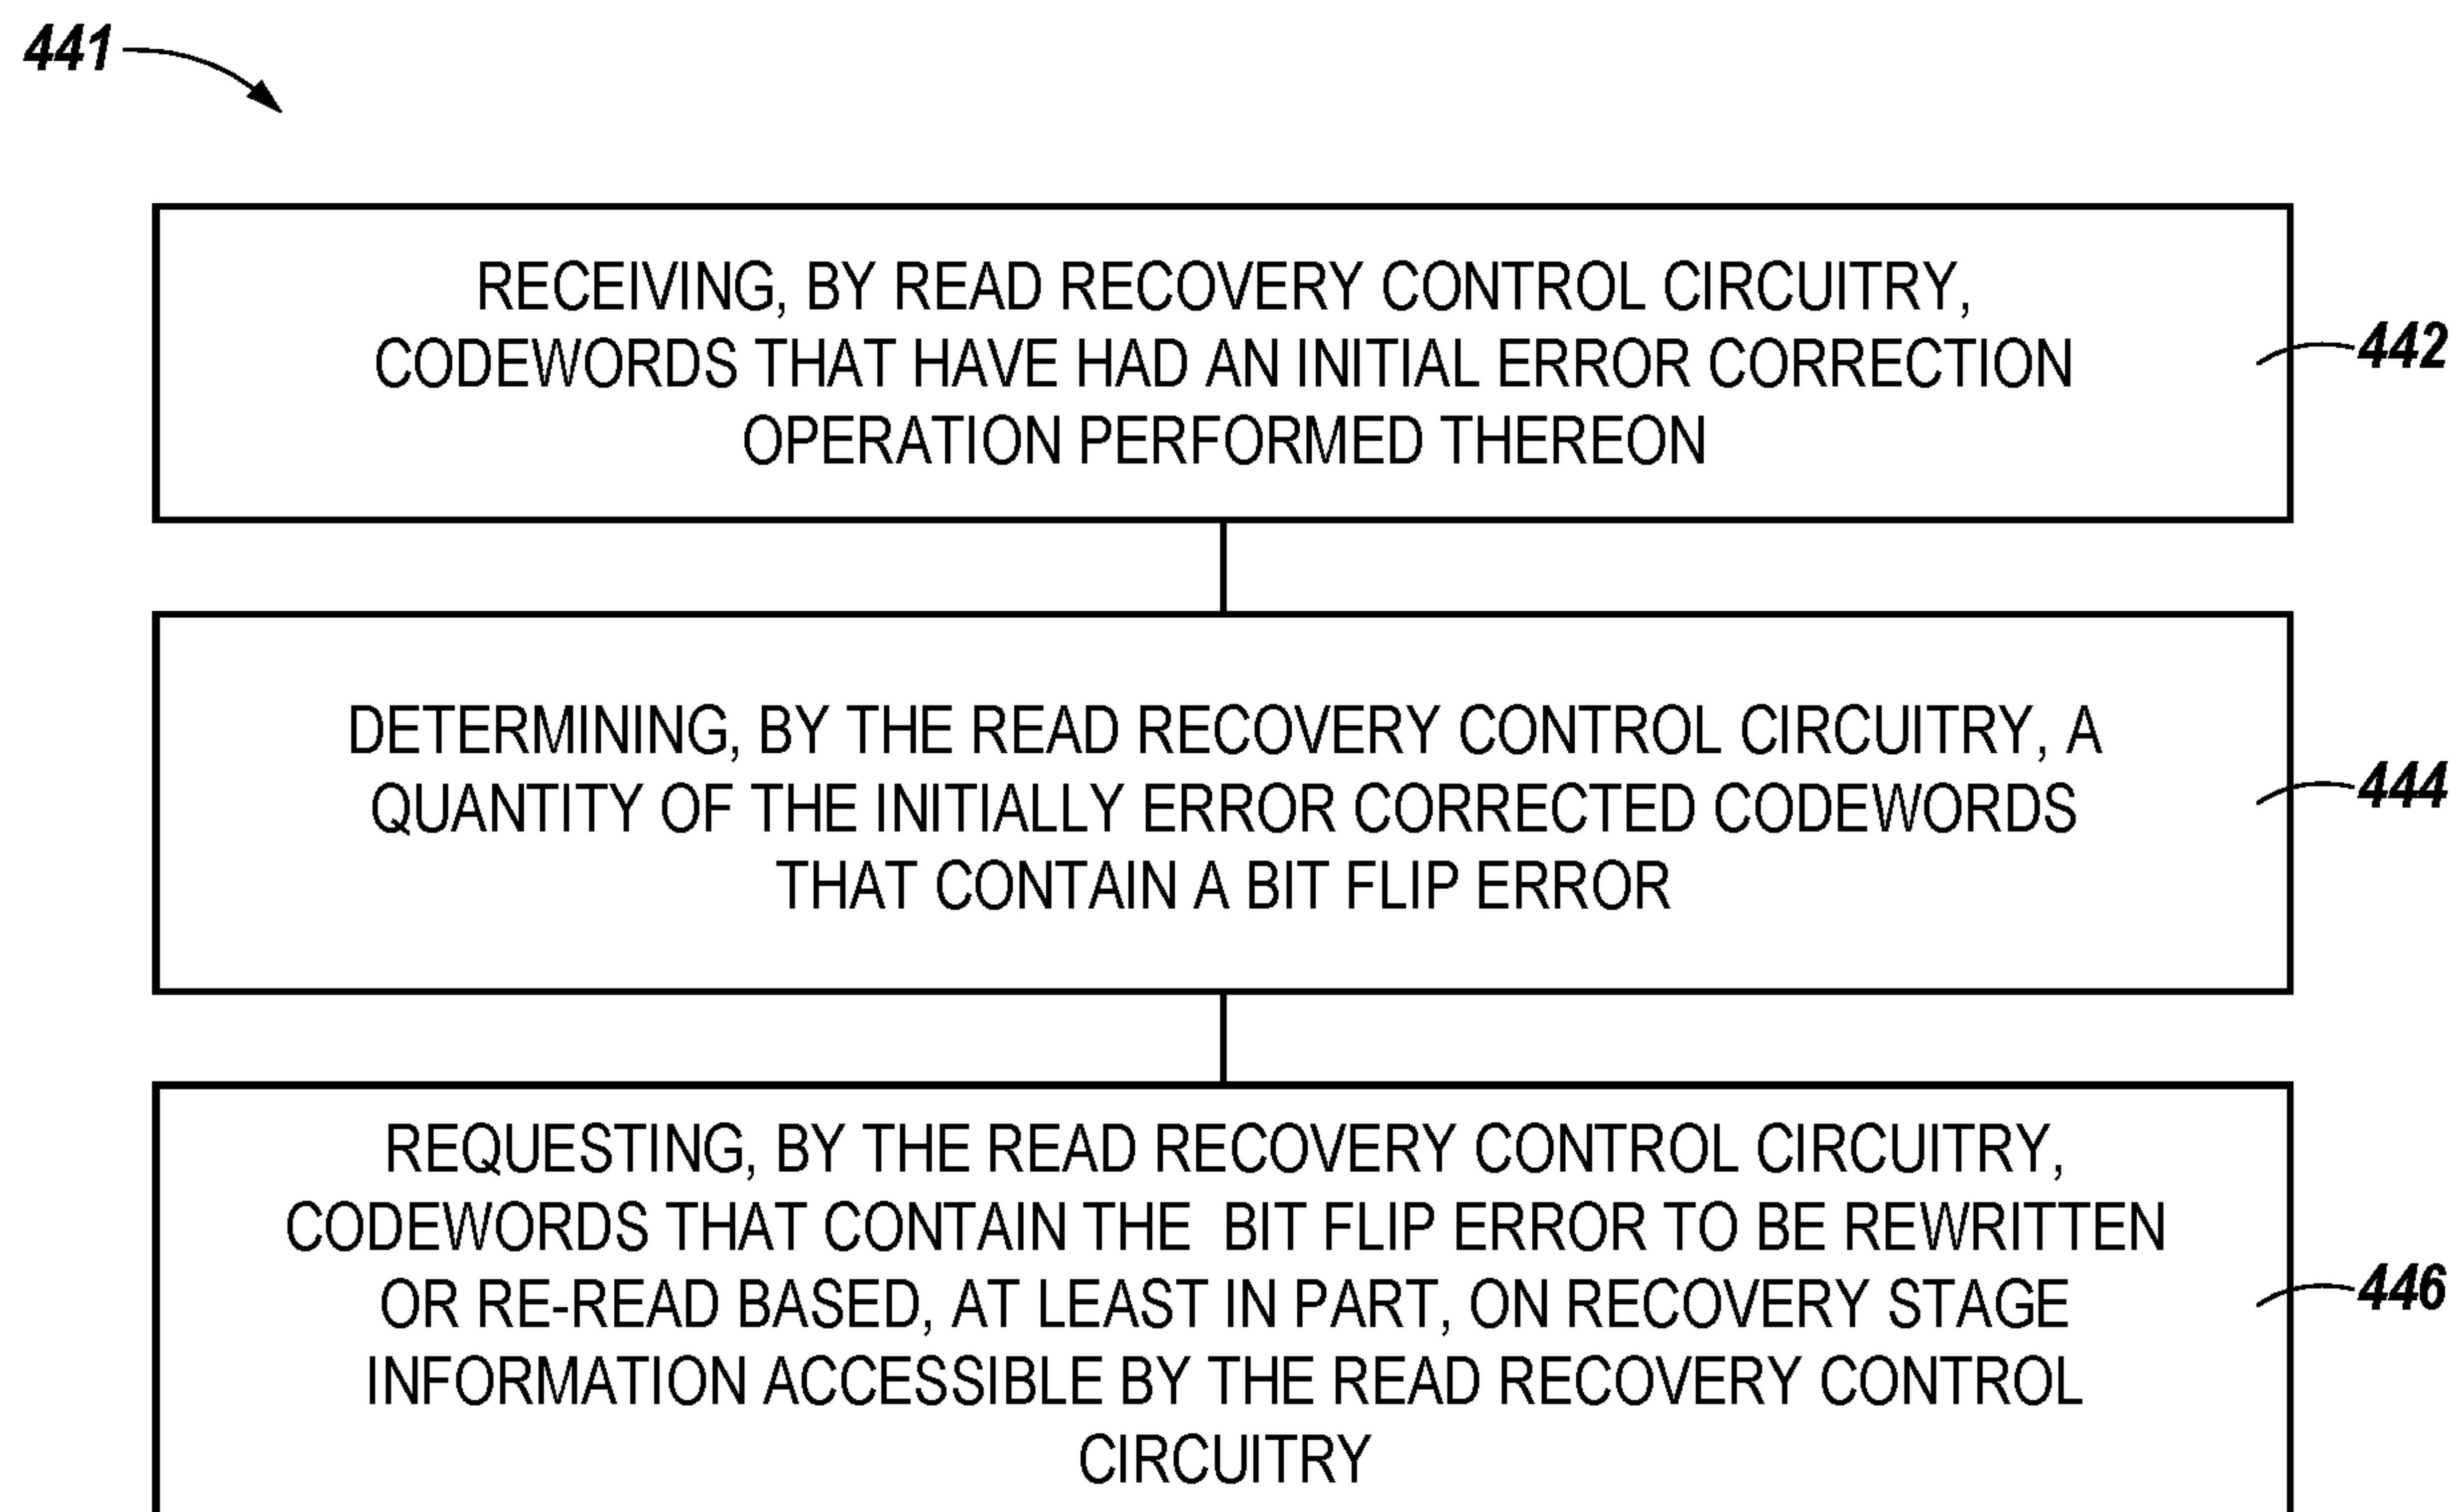 441
RECEIVING, BY READ RECOVERY CONTROL CIRCUITRY,
CODEWORDS THAT HAVE HAD AN INITIAL ERROR CORRECTION
OPERATION PERFORMED THEREON
442
DETERMINING, BY THE READ RECOVERY CONTROL CIRCUITRY, A
QUANTITY OF THE INITIALLY ERROR CORRECTED CODEWORDS
THAT CONTAIN A BIT FLIP ERROR
444
REQUESTING, BY THE READ RECOVERY CONTROL CIRCUITRY,
CODEWORDS THAT CONTAIN THE BIT FLIP ERROR TO BE REWRITTEN
OR RE-READ BASED, AT LEAST IN PART, ON RECOVERY STAGE
INFORMATION ACCESSIBLE BY THE READ RECOVERY CONTROL
CIRCUITRY
446